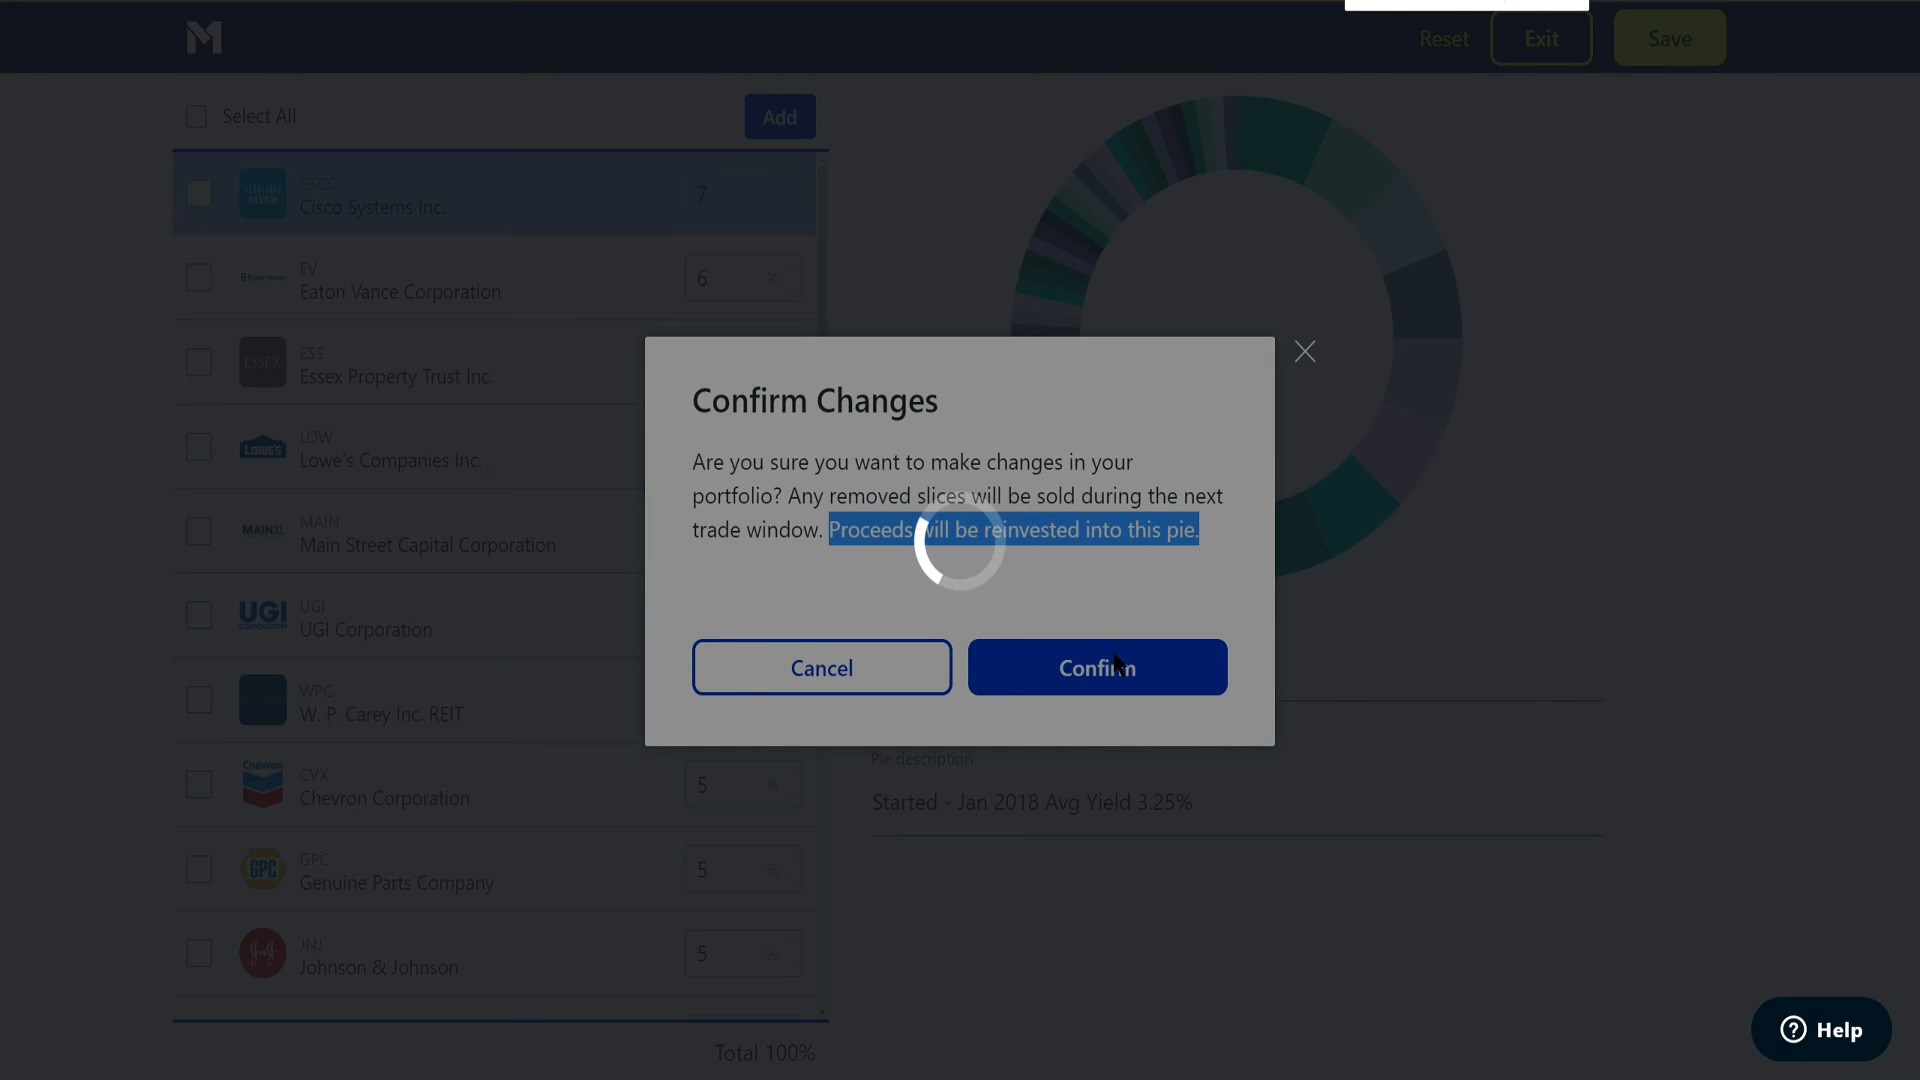 Reset
Exit
Save
Select All
Add
CSCO
Cisco Systems Inc.
7 %
EV
Eaton Vance Corporation
6 %
ESS
Essex Property Trust Inc.
LOW
Lowe's Companies Inc.
MAIN
Main Street Capital Corporation
UGI
UGI Corporation
WPC
W. P. Carey Inc. REIT
CVX
Chevron Corporation
5 %
GPC
Genuine Parts Company
5 %
JNJ
Johnson & Johnson
5 %
Total 100%
Confirm Changes
Are you sure you want to make changes in your
portfolio? Any removed slices will be sold during the next
trade window. Proceeds will be reinvested into this pie.
Cancel
Confirm
Pie description
Started - Jan 2018 Avg Yield 3.25%
Help